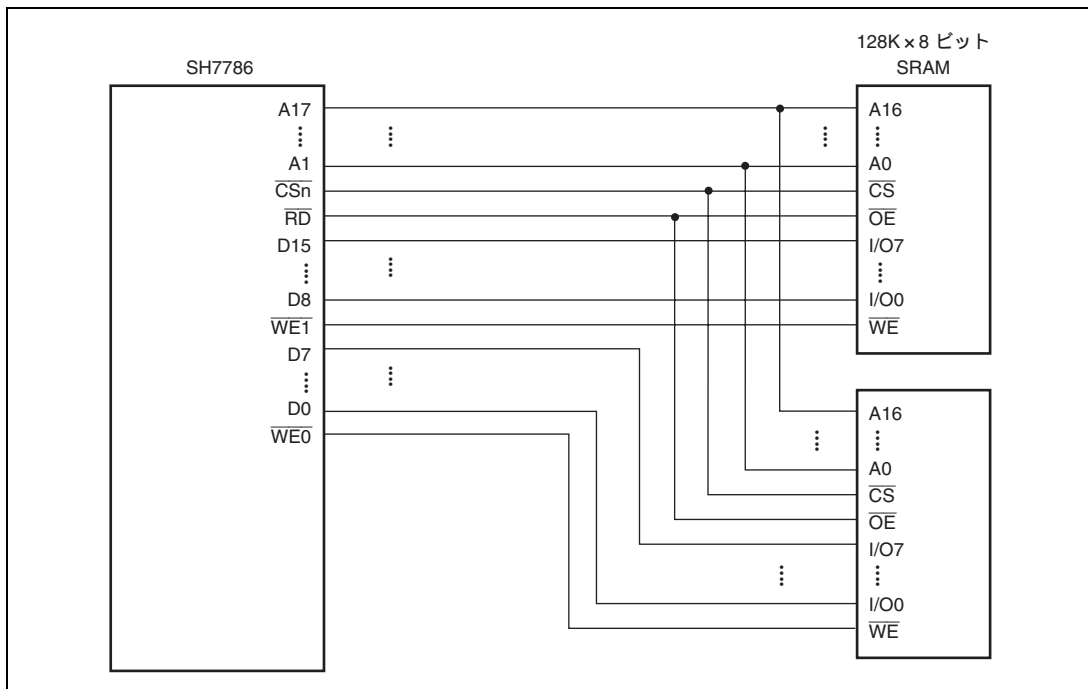 SH7786
A17
A1
CSn
RD
D15
D8
WE1
D7
D0
WE0
128K×8 ビット
SRAM
A16
A0
CS
OE
I/O7
I/O0
WE
A16
A0
CS
OE
I/O7
I/O0
WE